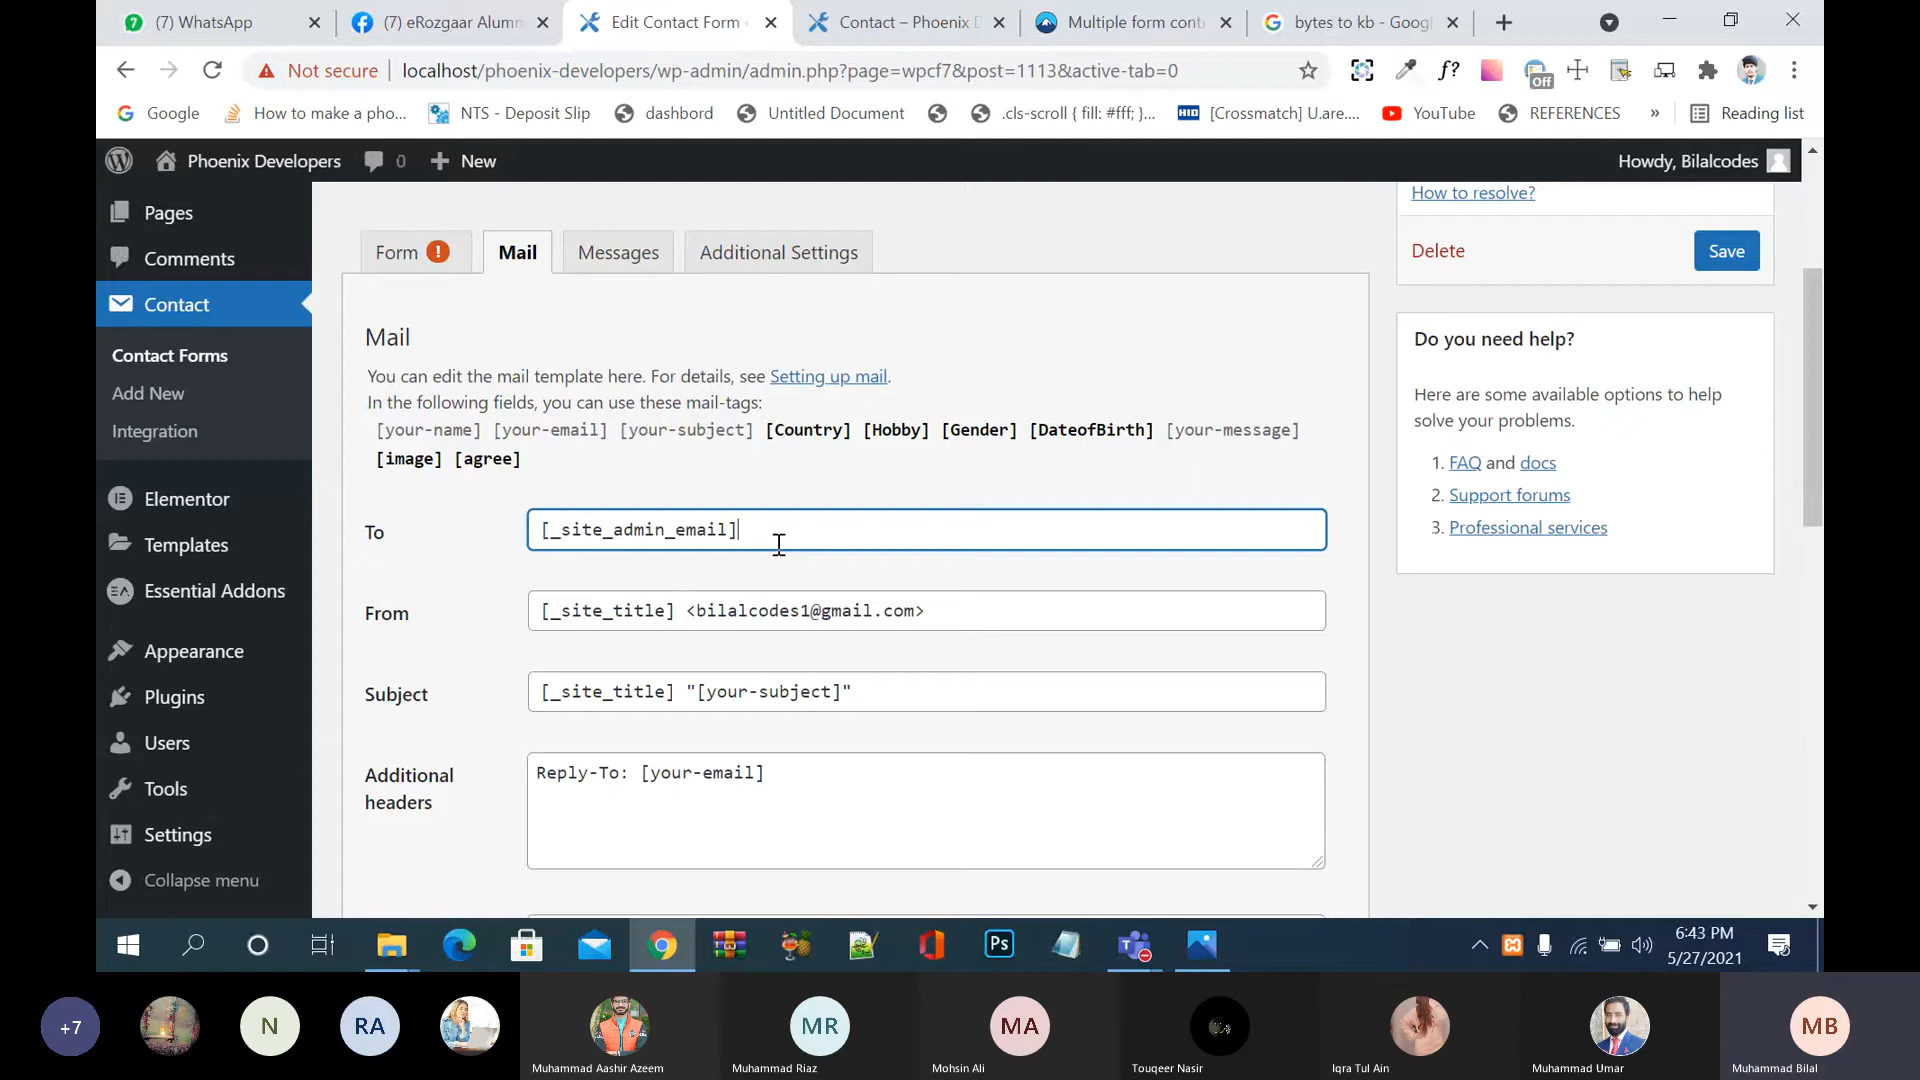 (7) WhatsApp
(7) eRozgaar Alumn
Edit Contact Form
Contact – Phoenix D
Multiple form cont
bytes to kb - Googl
Not secure
localhost/phoenix-developers/wp-admin/admin.php?page=wpcf7&post=1113&active-tab=0
f?
Off
Google
How to make a pho...
NTS - Deposit Slip
dashbord
Untitled Document
.cls-scroll { fill: #fff; }...
HID
[Crossmatch] U.are....
YouTube
REFERENCES
»
Reading list
Phoenix Developers
0
New
Howdy, Bilalcodes
Pages
Comments
Contact
Contact Forms
Add New
Integration
Elementor
Templates
Essential Addons
Appearance
Plugins
Users
Tools
Settings
Collapse menu
How to resolve?
Delete
Save
Form !
Mail
Messages
Additional Settings
Mail
You can edit the mail template here. For details, see Setting up mail.
In the following fields, you can use these mail-tags:
[your-name] [your-email] [your-subject] [Country] [Hobby] [Gender] [DateofBirth] [your-message]
[image] [agree]
To
[_site_admin_email]
From
[_site_title] <bilalcodes1@gmail.com>
Subject
[_site_title] "[your-subject]"
Additional
headers
Reply-To: [your-email]
Do you need help?
Here are some available options to help
solve your problems.
1. FAQ and docs
2. Support forums
3. Professional services
Ps
6:43 PM
5/27/2021
+7
N
RA
MR
MA
MB
Muhammad Aashir Azeem
Muhammad Riaz
Mohsin Ali
Touqeer Nasir
Iqra Tul Ain
Muhammad Umar
Muhammad Bilal